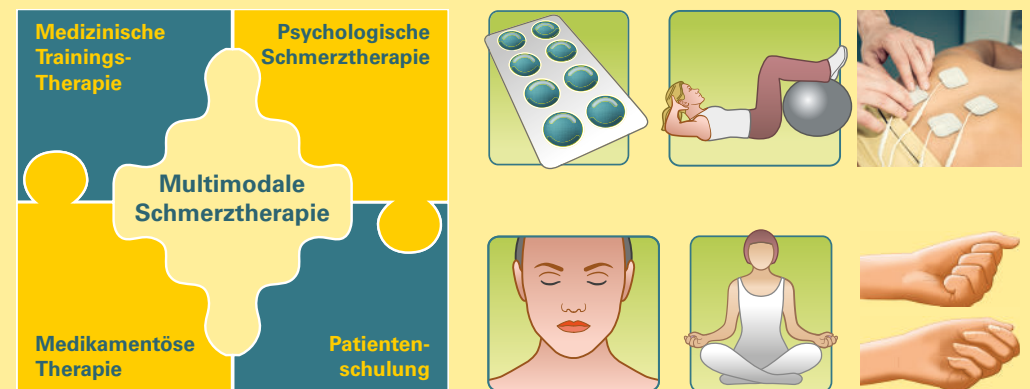 Medizinische
Trainings-
Therapie
Psychologische
Schmerztherapie
Multimodale
Schmerztherapie
Medikamentöse
Therapie
Patienten-
schulung